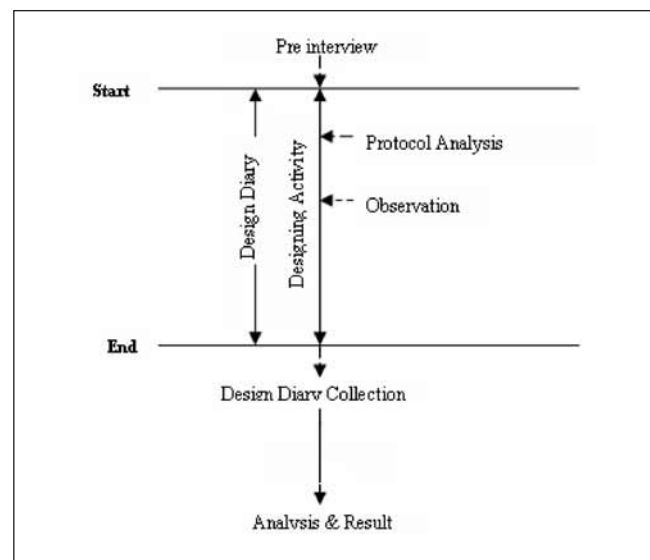 Pre interview
Start
Design Diary
Designing Activity
Protocol Analysis
Observation
End
Design Diary Collection
Analysis & Result